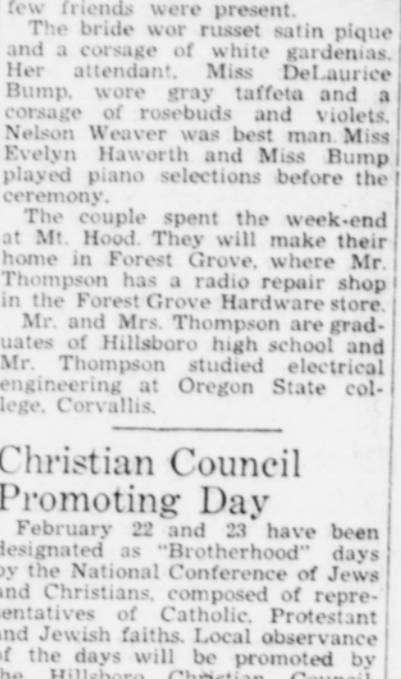 few friends were present.
The bride wor russet satin pique
and a corsage of white gardenias.
Her attendant, Miss DeLaurice
Bump, wore gray taffeta and a
corsage of rosebuds and violets.
Nelson Weaver was best man. Miss
Evelyn Haworth and Miss Bump
played piano selections before the
ceremony.
The couple spent the week-end
at Mt. Hood. They will make their
home in Forest Grove, where Mr.
Thompson has a radio repair shop
in the Forest Grove Hardware store.
Mr. and Mrs. Thompson are grad-
uates of Hillsboro high school and
Mr. Thompson studied electrical
engineering at Oregon State col-
lege, Corvallis.
Christian Council
Promoting Day
February 22 and 23 have been
designated as "Brotherhood" days
by the National Conference of Jews
and Christians, composed of repre-
sentatives of Catholic, Protestant
and Jewish faiths. Local observance
of the days will be promoted by
the Hillsboro Christian Council